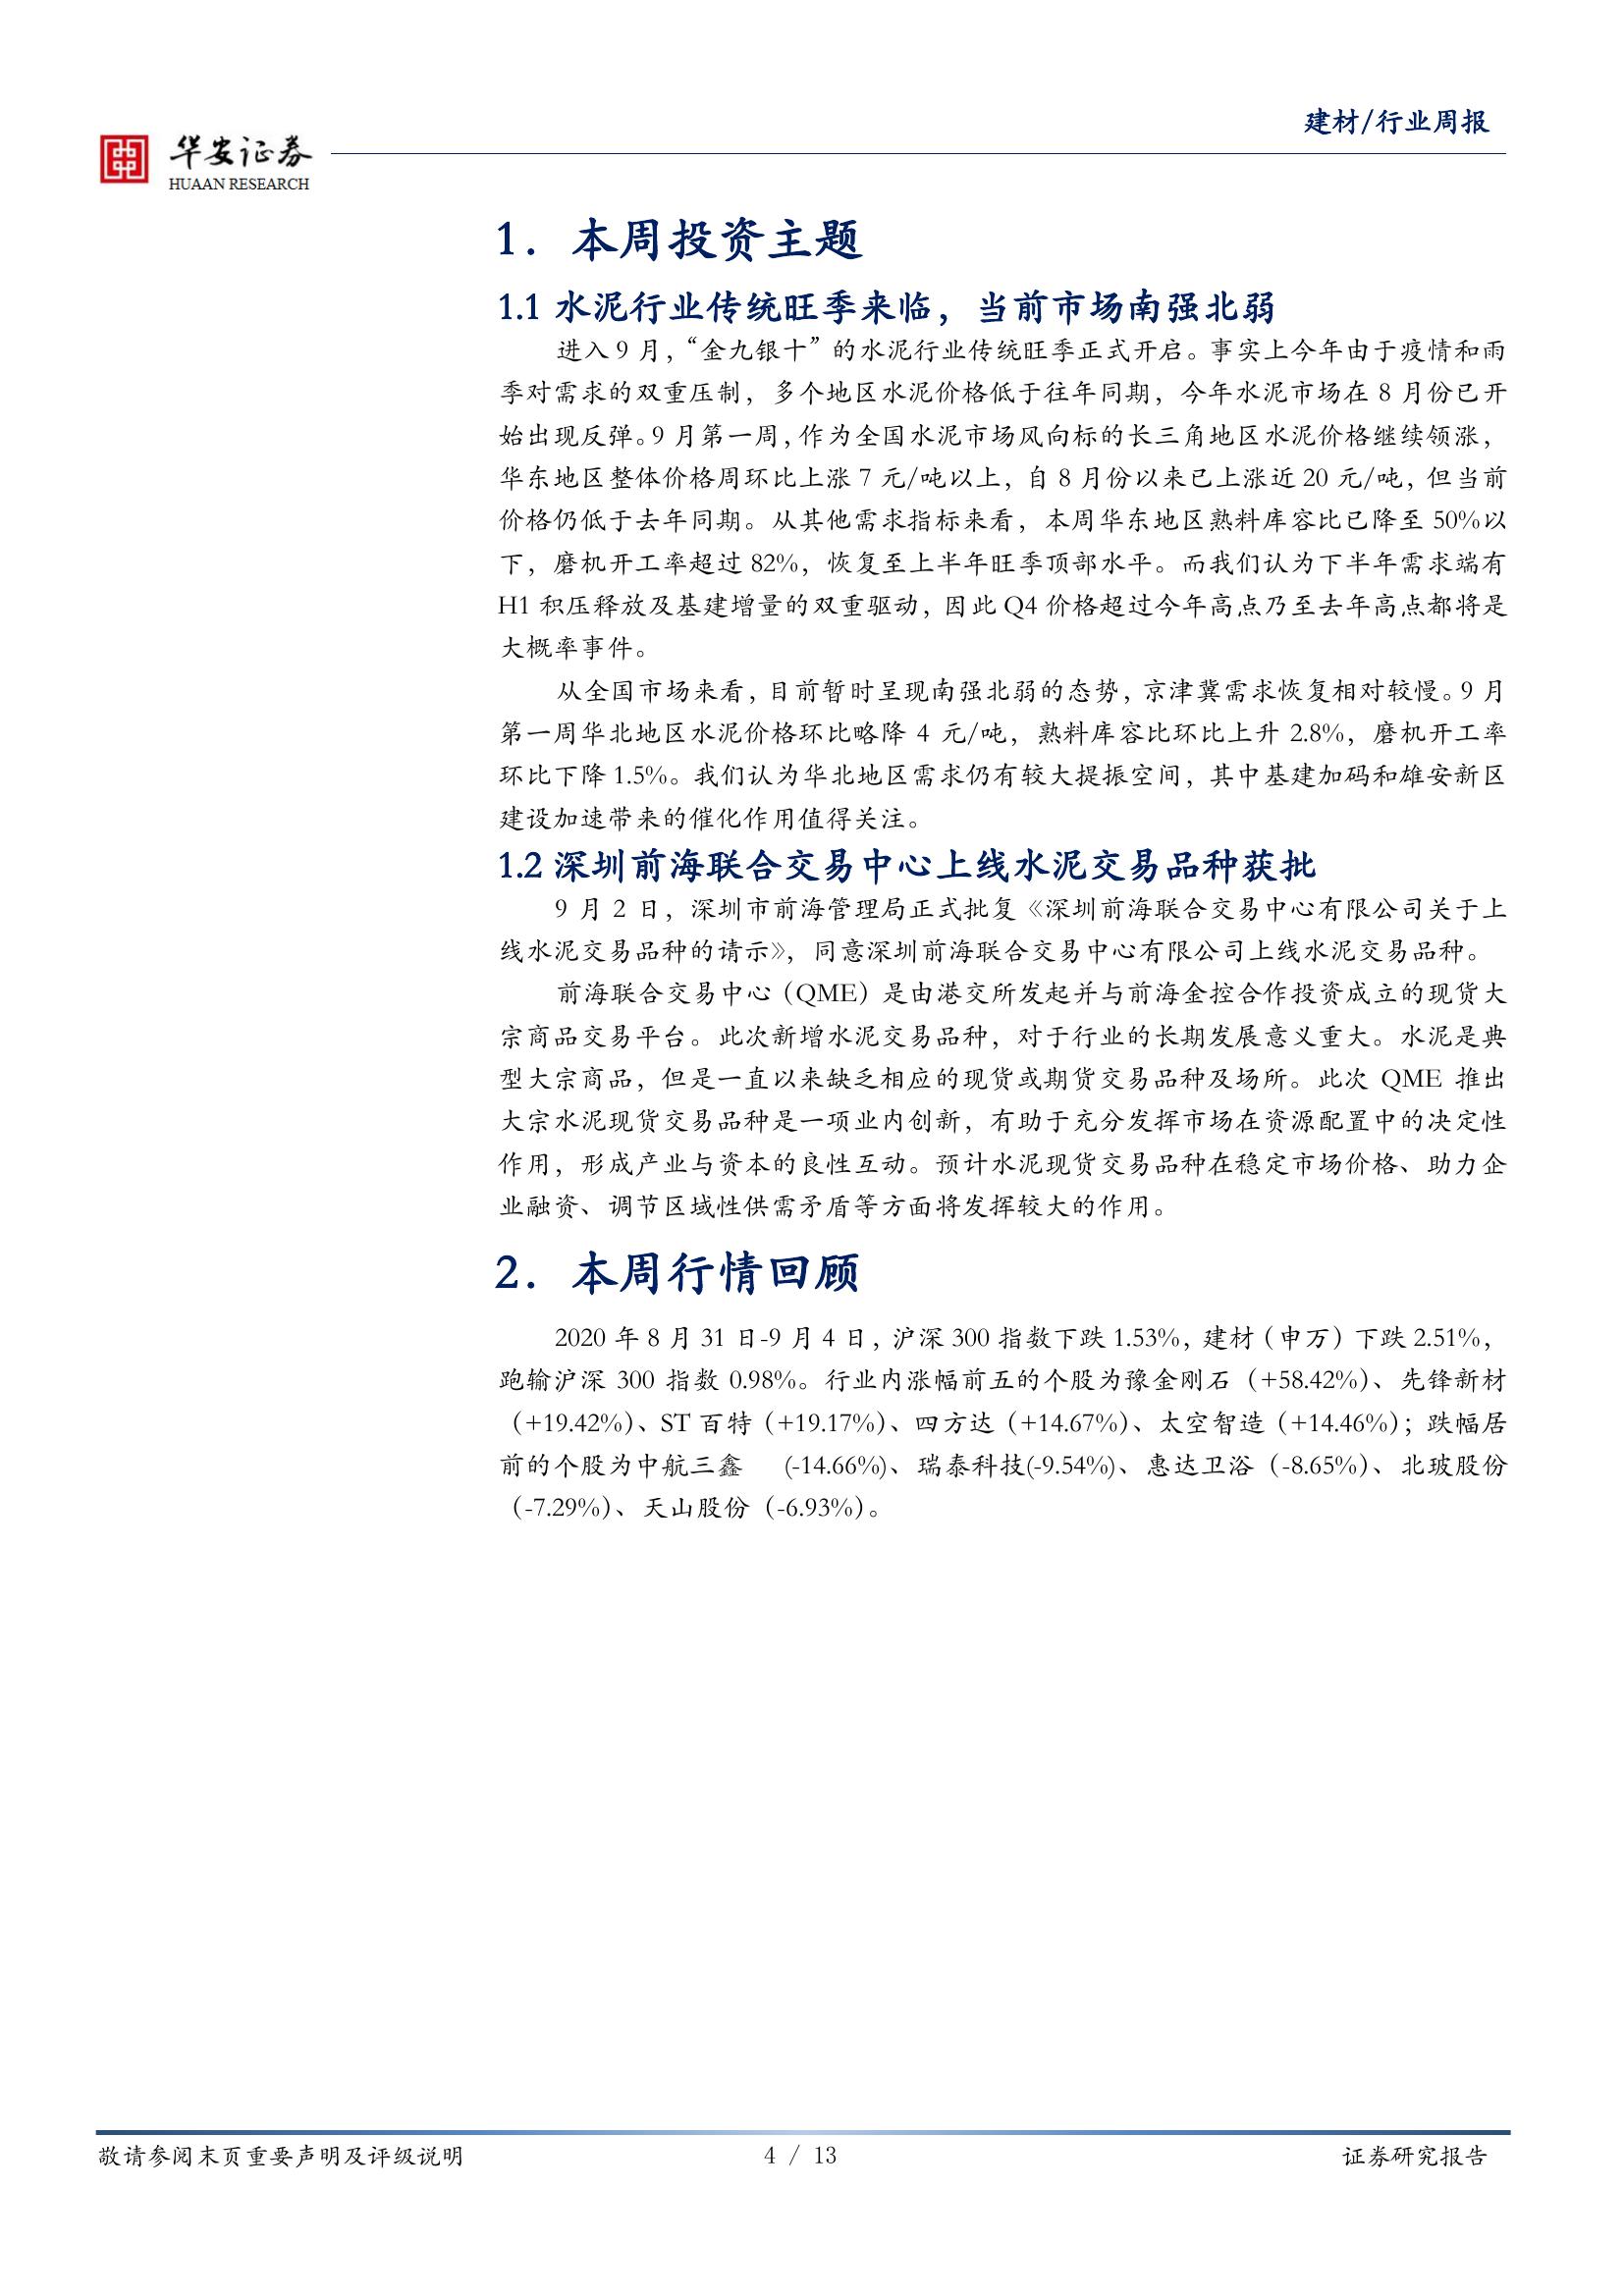 建材/行业周报
华安证券
HUAAN RESEARCH
1. 本周投资主题
1.1 水泥行业传统旺季来临，当前市场南强北弱
进入 9 月，“金九银十”的水泥行业传统旺季正式开启。事实上今年由于疫情和雨
季对需求的双重压制，多个地区水泥价格低于往年同期，今年水泥市场在 8 月份已开
始出现反弹。9 月第一周，作为全国水泥市场风向标的长三角地区水泥价格继续领涨，
华东地区整体价格周环比上涨 7 元/吨以上，自 8 月份以来已上涨近 20 元/吨，但当前
价格仍低于去年同期。从其他需求指标来看，本周华东地区熟料库容比已降至 50%以
下，磨机开工率超过 82%，恢复至上半年旺季顶部水平。而我们认为下半年需求端有
H1 积压释放及基建增量的双重驱动，因此 Q4 价格超过今年高点乃至去年高点都将是
大概率事件。
从全国市场来看，目前暂时呈现南强北弱的态势，京津冀需求恢复相对较慢。9 月
第一周华北地区水泥价格环比略降 4 元/吨，熟料库容比环比上升 2.8%，磨机开工率
环比下降 1.5%。我们认为华北地区需求仍有较大提振空间，其中基建加码和雄安新区
建设加速带来的催化作用值得关注。
1.2 深圳前海联合交易中心上线水泥交易品种获批
9 月 2 日，深圳市前海管理局正式批复《深圳前海联合交易中心有限公司关于上
线水泥交易品种的请示》，同意深圳前海联合交易中心有限公司上线水泥交易品种。
前海联合交易中心（QME）是由港交所发起并与前海金控合作投资成立的现货大
宗商品交易平台。此次新增水泥交易品种，对于行业的长期发展意义重大。水泥是典
型大宗商品，但是一直以来缺乏相应的现货或期货交易品种及场所。此次 QME 推出
大宗水泥现货交易品种是一项业内创新，有助于充分发挥市场在资源配置中的决定性
作用，形成产业与资本的良性互动。预计水泥现货交易品种在稳定市场价格、助力企
业融资、调节区域性供需矛盾等方面将发挥较大的作用。
2. 本周行情回顾
2020 年 8 月 31 日-9 月 4 日，沪深 300 指数下跌 1.53%，建材（申万）下跌 2.51%，
跑输沪深 300 指数 0.98%。行业内涨幅前五的个股为豫金刚石（+58.42%）、先锋新材
（+19.42%）、ST 百特（+19.17%）、四方达（+14.67%）、太空智造（+14.46%）；跌幅居
前的个股为中航三鑫 (-14.66%)、瑞泰科技(-9.54%)、惠达卫浴（-8.65%）、北玻股份
（-7.29%）、天山股份（-6.93%）。
敬请参阅末页重要声明及评级说明 4 / 13 证券研究报告